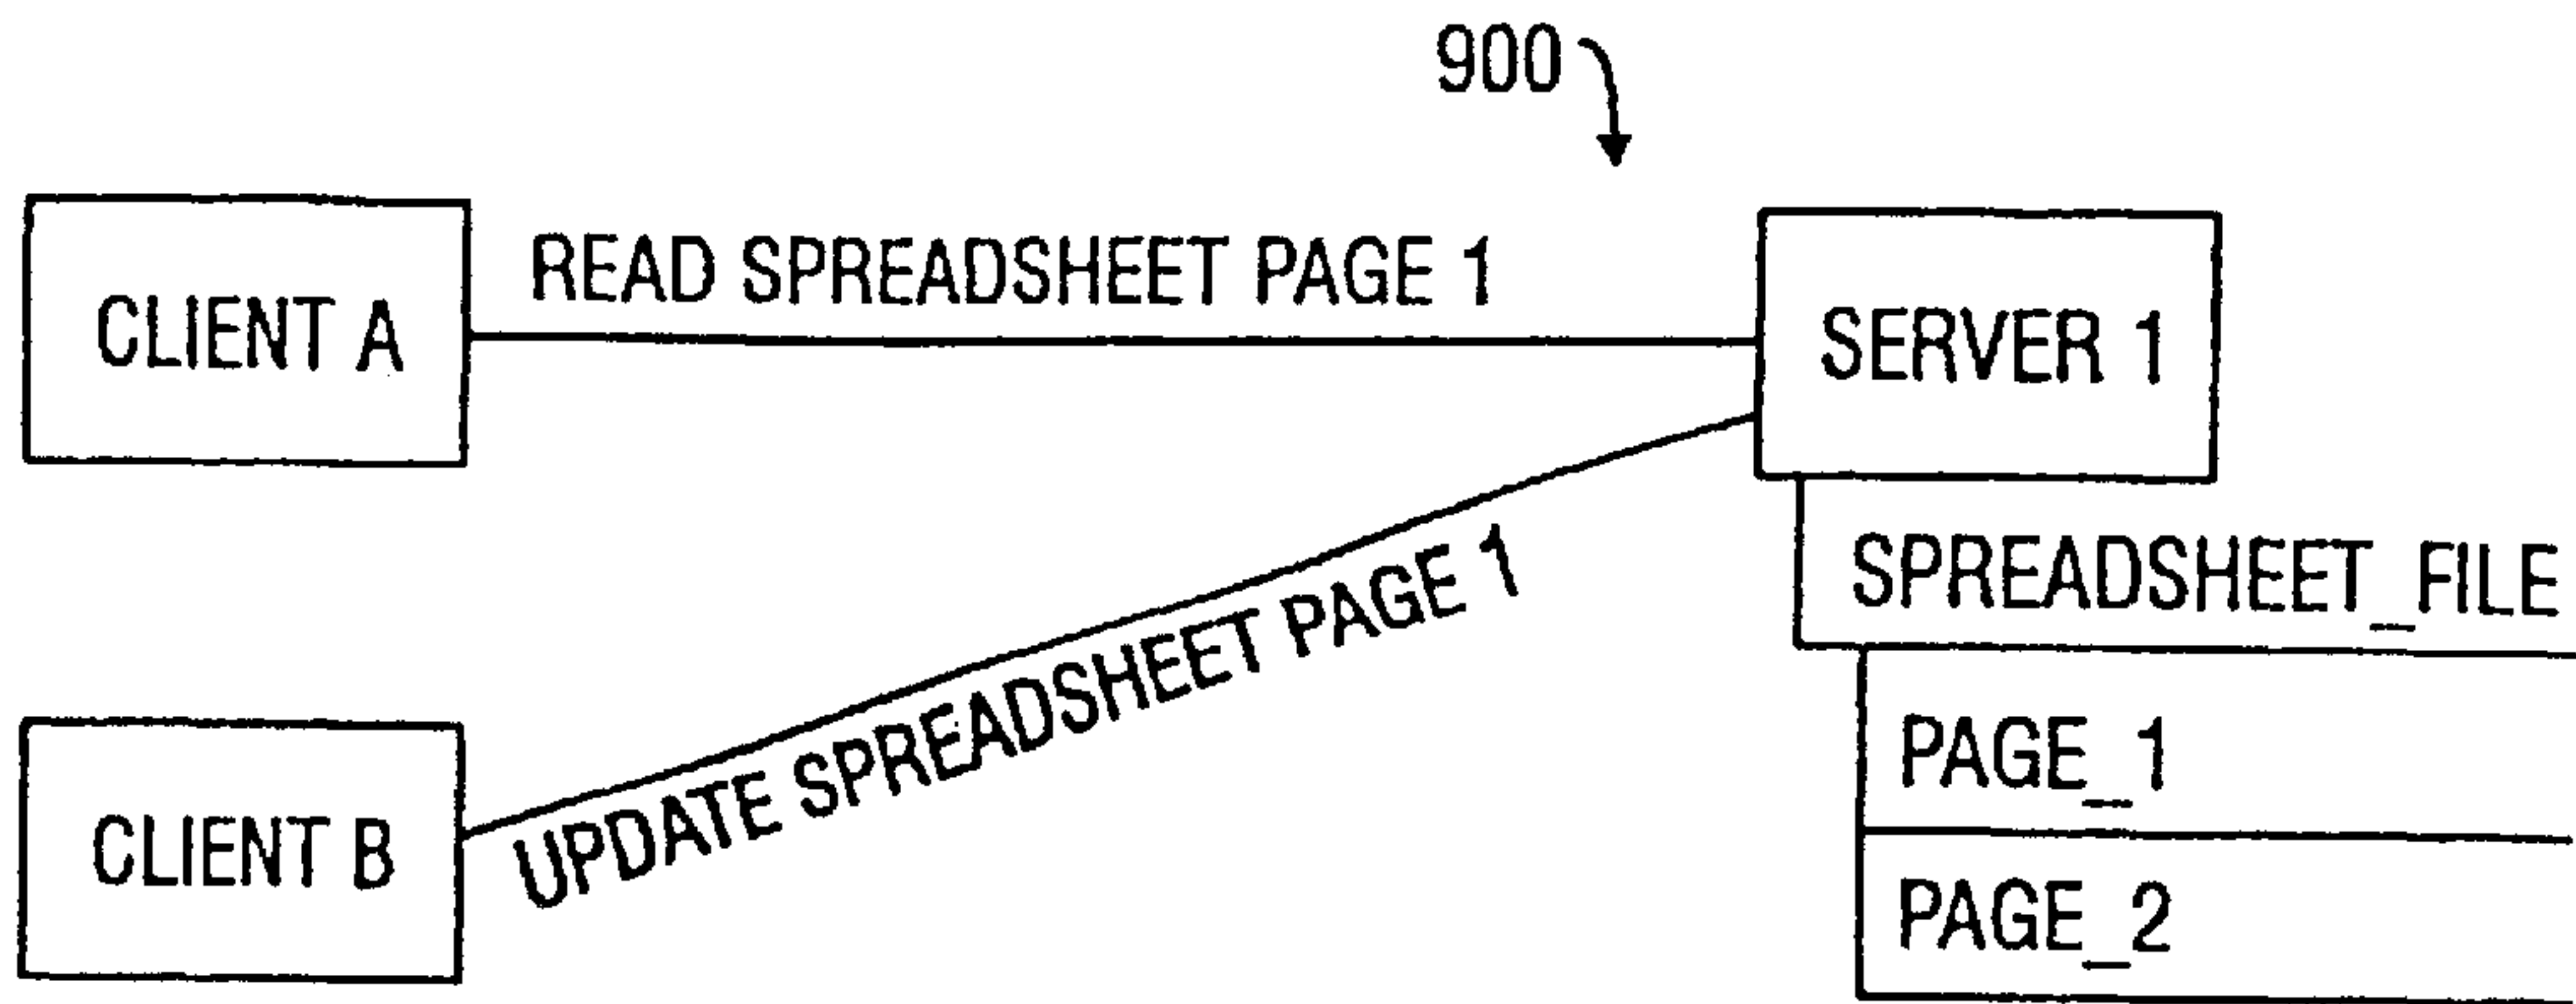 900
READ SPREADSHEET PAGE 1
CLIENT A
SERVER 1
UPDATE SPREADSHEET PAGE 1
SPREADSHEET_FILE
PAGE_1
CLIENT B
PAGE_2